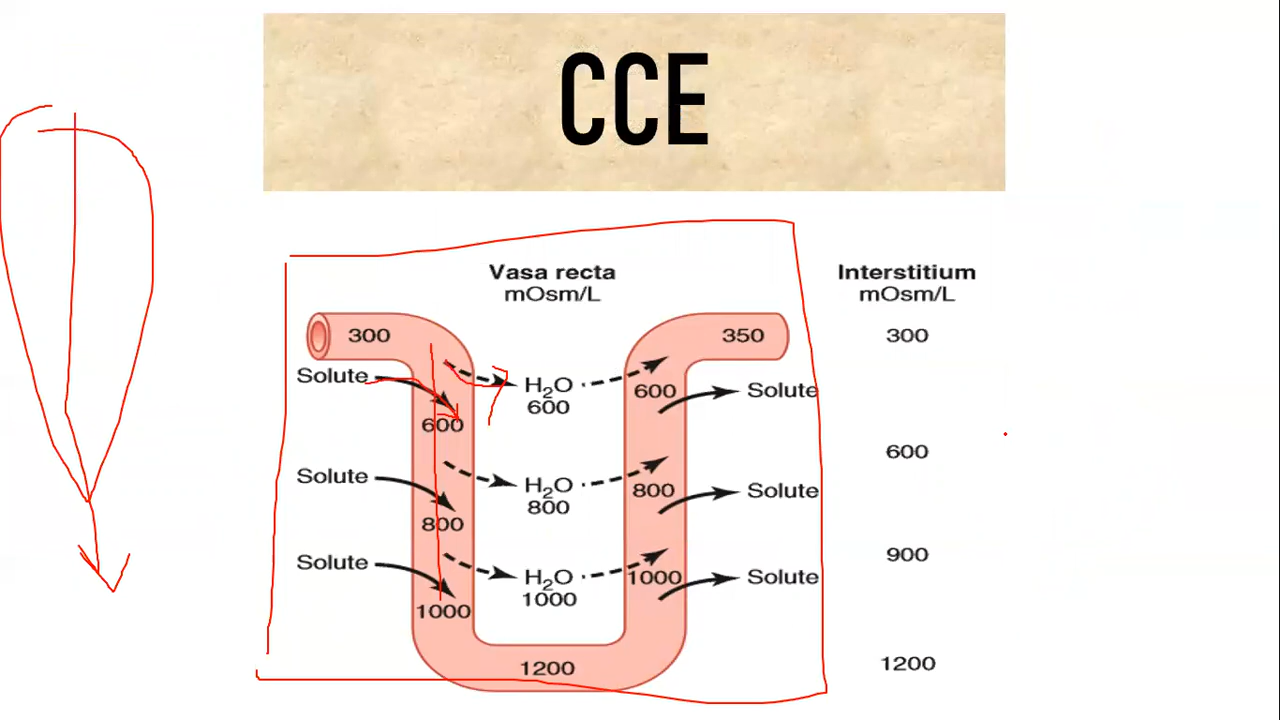 CCE
Vasa recta
mOsm/L
Interstitium
mOsm/L
300
350
300
Solute
H2O
600
600
Solute
600
600
Solute
H2O
800
800
Solute
800
900
Solute
H2O
1000
1000
Solute
1000
1200
1200